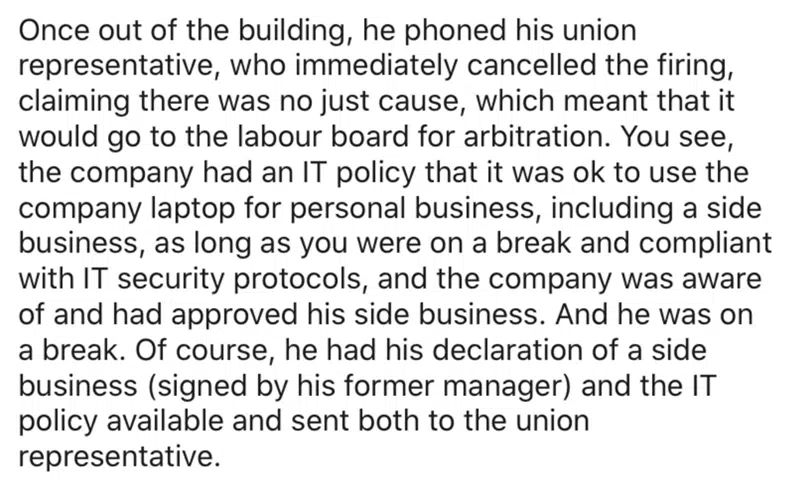 Once out of the building, he phoned his union
representative, who immediately cancelled the firing,
claiming there was no just cause, which meant that it
would go to the labour board for arbitration. You see,
the company had an IT policy that it was ok to use the
company laptop for personal business, including a side
business, as long as you were on a break and compliant
with IT security protocols, and the company was aware
of and had approved his side business. And he was on
a break. Of course, he had his declaration of a side
business (signed by his former manager) and the IT
policy available and sent both to the union
representative.